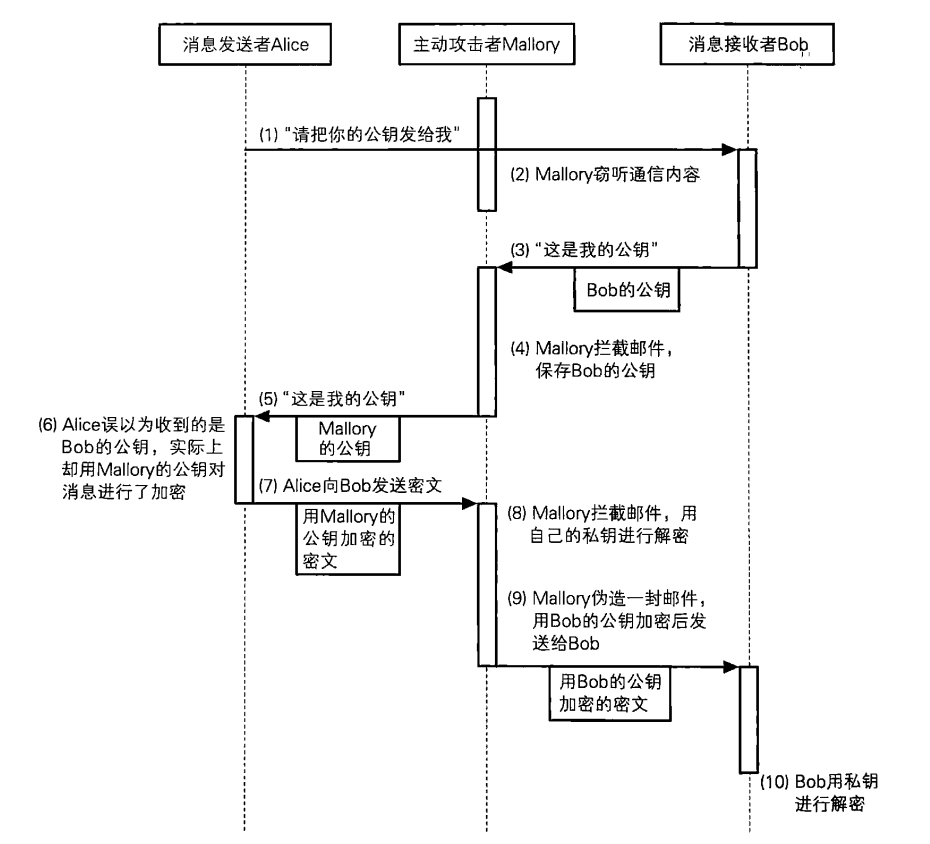 消息发送者Alice
主动攻击者Mallory
消息接收者Bob
(1) “请把你的公钥发给我”
(2) Mallory窃听通信内容
(3) “这是我的公钥”
Bob的公钥
(4) Mallory拦截邮件，
保存Bob的公钥
(5) “这是我的公钥”
Mallory
的公钥
(6) Alice误以为收到的是
Bob的公钥，实际上
却用Mallory的公钥对
消息进行了加密
(7) Alice向Bob发送密文
用Mallory的
公钥加密的
密文
(8) Mallory拦截邮件，用
自己的私钥进行解密
(9) Mallory伪造一封邮件，
用Bob的公钥加密后发
送给Bob
用Bob的公钥
加密的密文
(10) Bob用私钥
进行解密